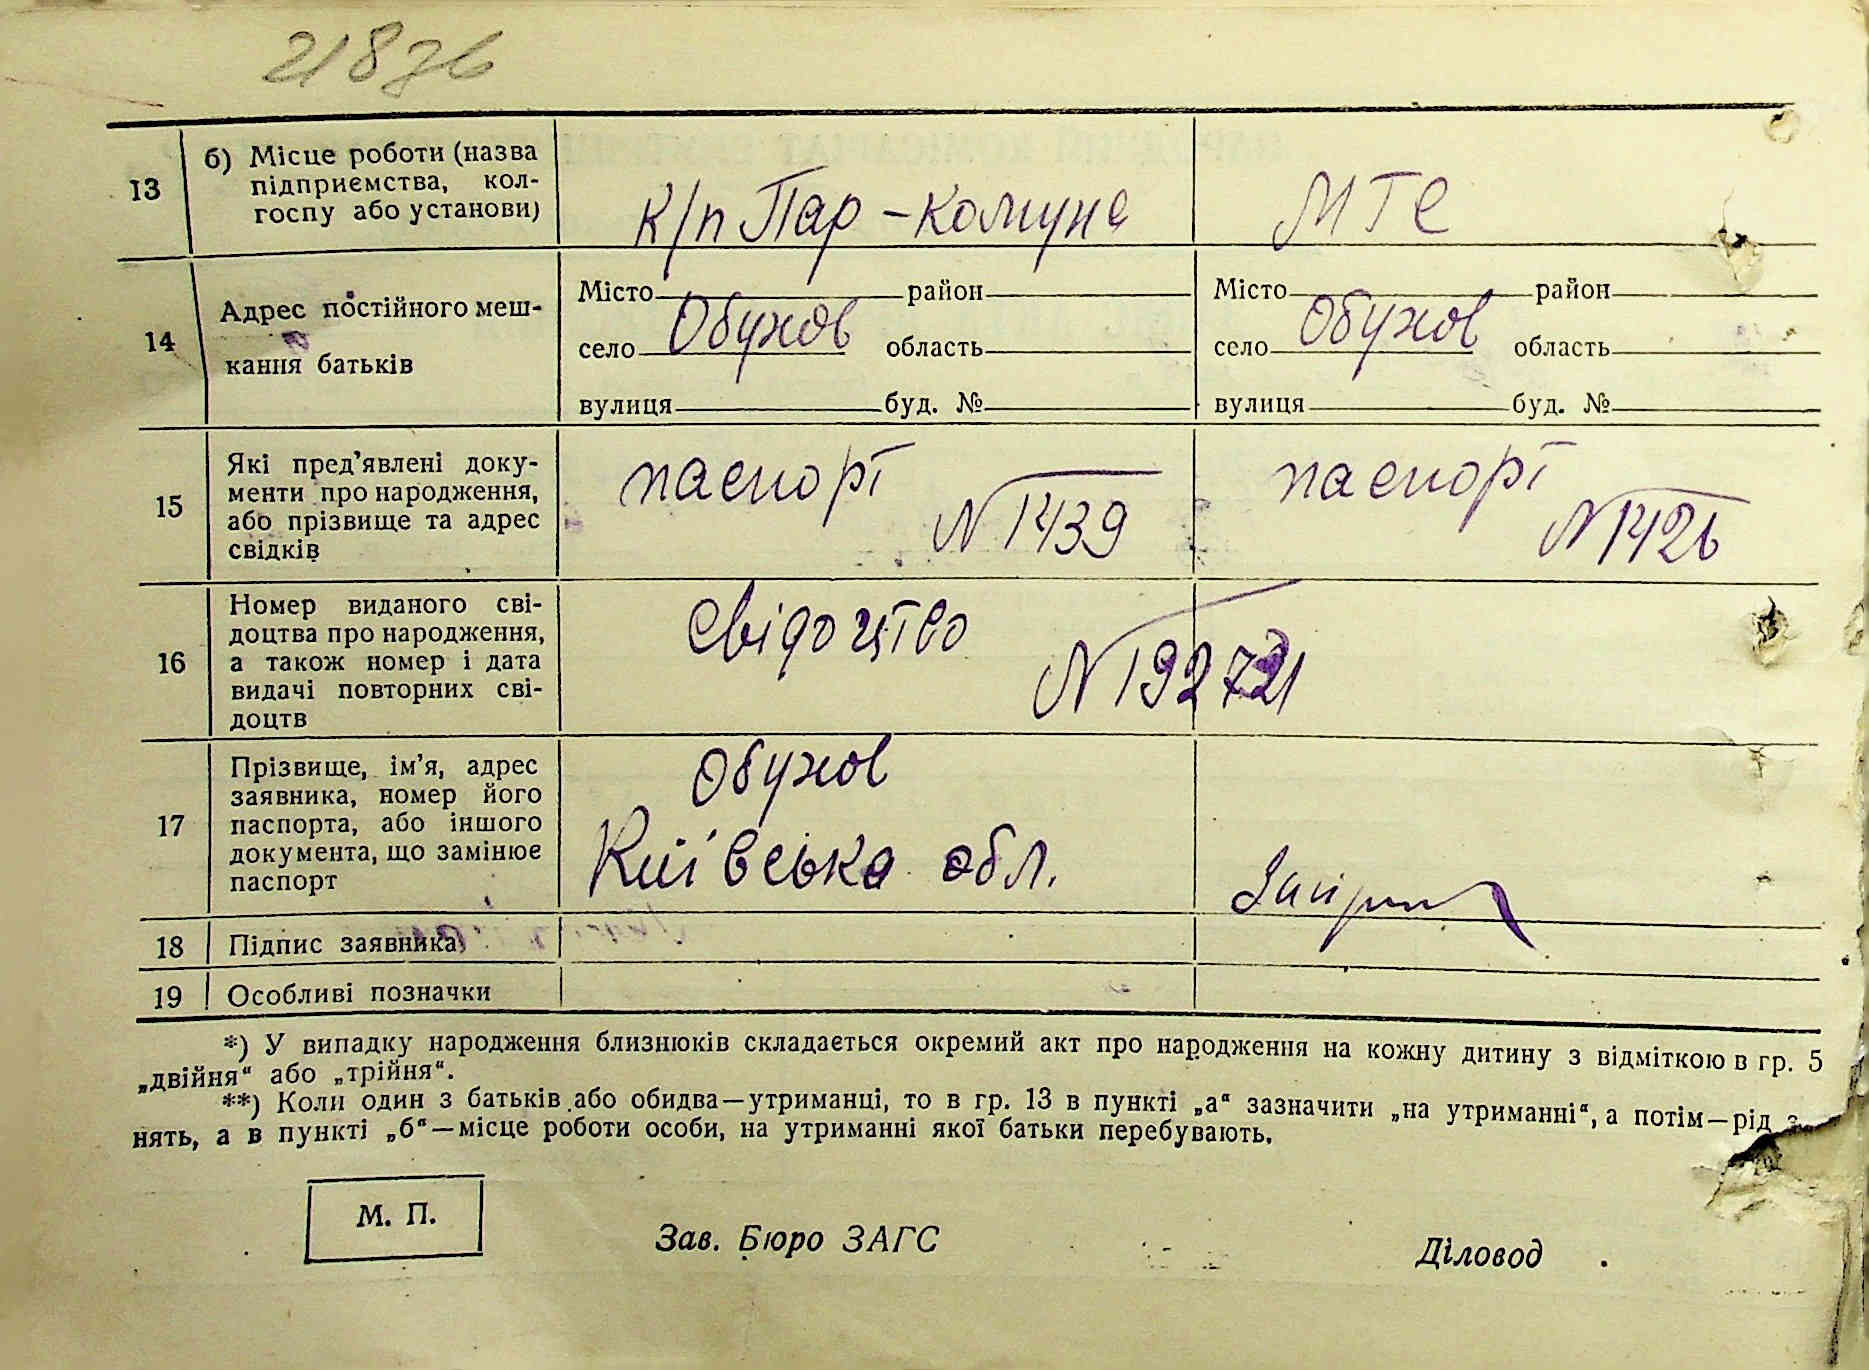 218зв
13
б) Місце роботи (назва
підприємства, кол-
госпу або установи)
к/п Пар-комуна
МТС
14
Адрес постійного меш-
кання батьків
Місто район
село Обухов область
вулиця буд. №
Місто район
село Обухов область
вулиця буд. №
15
Які пред’явлені доку-
менти про народження,
або прізвище та адрес
свідків
паспорт
N 1439
паспорт
N 1426
16
Номер виданого сві-
доцтва про народження,
а також номер і дата
видачі повторних сві-
доцтв
свідоцтво
N 192721
17
Прізвище, ім’я, адрес
заявника, номер його
паспорта, або іншого
документа, що замінює
паспорт
Обухов
Київська обл.
18
Підпис заявника
19
Особливі позначки
*) У випадку народження близнюків складається окремий акт про народження на кожну дитину з відміткою в гр. 5
„двійня“ або „трійня“.
**) Коли один з батьків або обидва—утриманці, то в гр. 13 в пункті „а“ зазначити „на утриманні“, а потім—рід з
нять, а в пункті „б“—місце роботи особи, на утриманні якої батьки перебувають.
М. П.
Зав. Бюро ЗАГС
Діловод